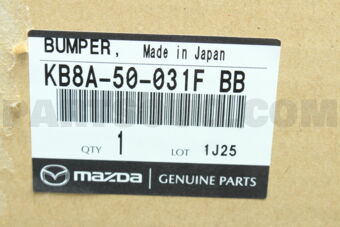 BUMPER, Made in Japan
KB8A-50-031F BB
QTY 1 LOT 1J25
mazda GENUINE PARTS